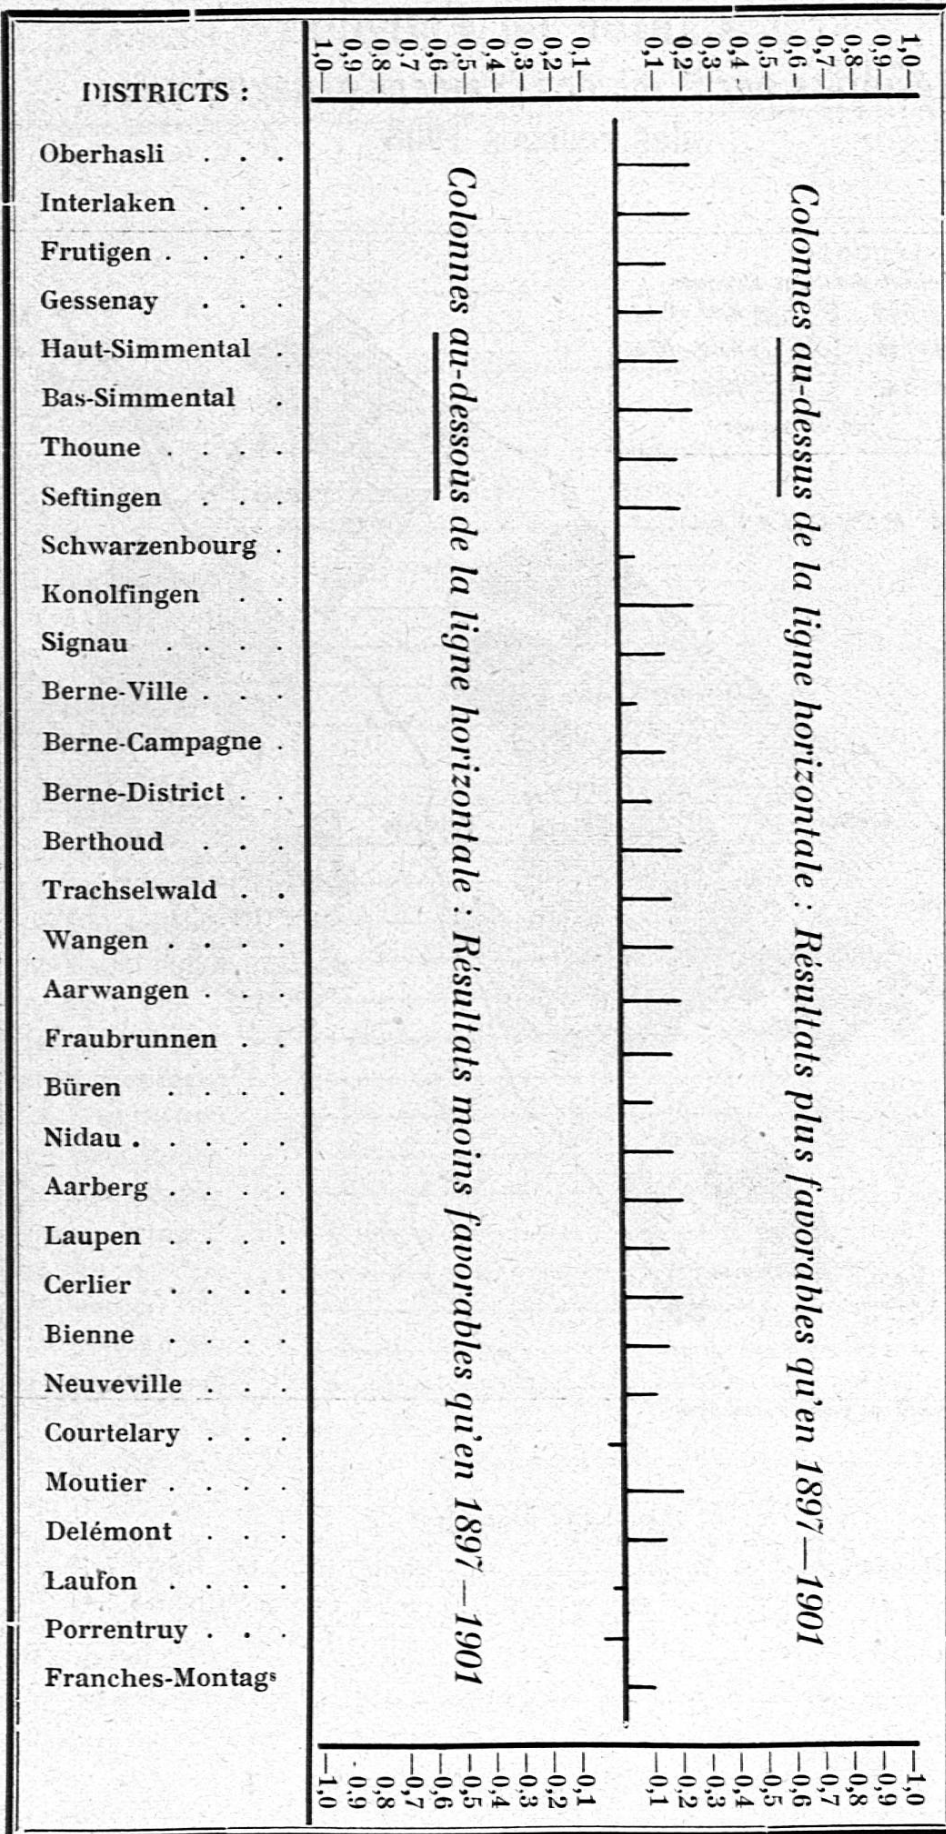 DISTRICTS :
1,0— 0,9— 0,8— 0,7— 0,6— 0,5— 0,4— 0,3— 0,2— 0,1— 0,1— 0,2— 0,3— 0,4— 0,5— 0,6— 0,7— 0,8— 0,9— 1,0—
Oberhasli . . .
Interlaken . . .
Frutigen . . . .
Gessenay . . .
Haut-Simmental .
Bas-Simmental .
Thoune . . . .
Seftingen . . .
Schwarzenbourg .
Konolfingen . .
Signau . . . .
Berne-Ville . . .
Berne-Campagne .
Berne-District . .
Berthoud . . .
Trachselwald . .
Wangen . . . .
Aarwangen . . .
Fraubrunnen . .
Büren . . . .
Nidau . . . . .
Aarberg . . . .
Laupen . . . .
Cerlier . . . .
Bienne . . . .
Neuveville . . .
Courtelary . . .
Moutier . . . .
Delémont . . .
Laufon . . . .
Porrentruy . . .
Franches-Montagˢ
Colonnes au-dessus de la ligne horizontale : Résultats plus favorables qu'en 1897—1901
Colonnes au-dessous de la ligne horizontale : Résultats moins favorables qu'en 1897—1901
—1,0 —0,9 —0,8 —0,7 —0,6 —0,5 —0,4 —0,3 —0,2 —0,1 —0,1 —0,2 —0,3 —0,4 —0,5 —0,6 —0,7 —0,8 —0,9 —1,0